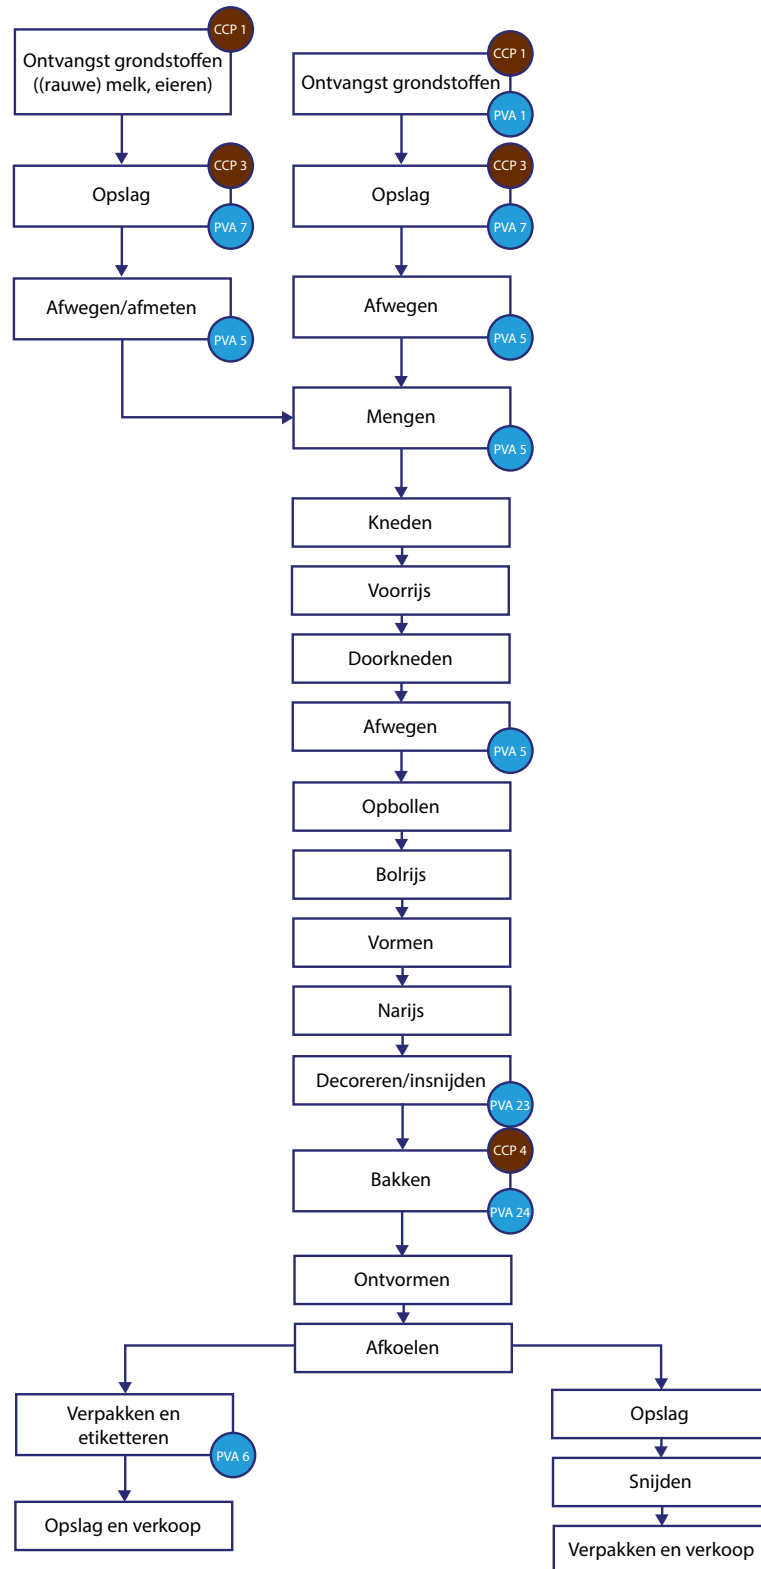 CCP 1
Ontvangst grondstoffen
((rauwe) melk, eieren)
CCP 1
Ontvangst grondstoffen
PVA 1
CCP 3
Opslag
PVA 7
CCP 3
Opslag
PVA 7
Afwegen/afmeten
PVA 5
Afwegen
PVA 5
Mengen
PVA 5
Kneden
Voorrijs
Doorkneden
Afwegen
PVA 5
Opbollen
Bolrijs
Vormen
Narijs
Decoreren/insnijden
PVA 23
CCP 4
Bakken
PVA 24
Ontvormen
Afkoelen
Verpakken en
etiketteren
PVA 6
Opslag en verkoop
Opslag
Snijden
Verpakken en verkoop